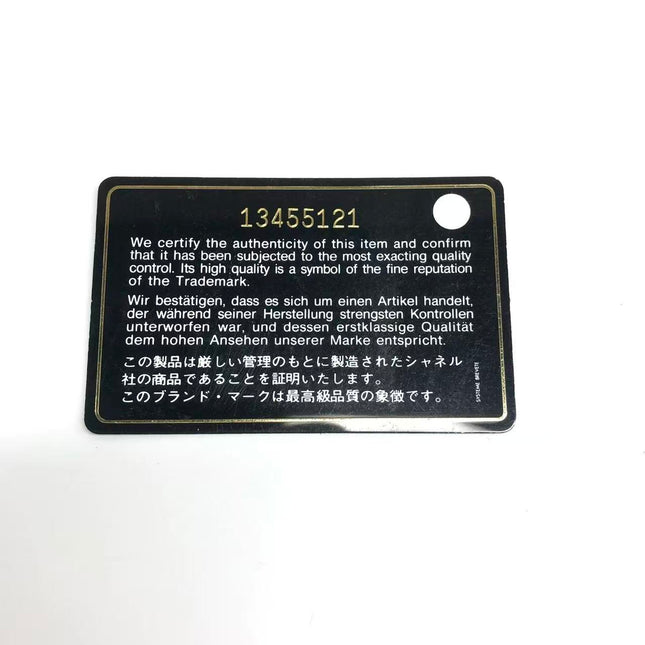 13455121
We certify the authenticity of this item and confirm
that it has been subjected to the most exacting quality
control. Its high quality is a symbol of the fine reputation
of the Trademark.
Wir bestätigen, dass es sich um einen Artikel handelt,
der während seiner Herstellung strengsten Kontrollen
unterworfen war, und dessen erstklassige Qualität
dem hohen Ansehen unserer Marke entspricht.
この製品は厳しい管理のもとに製造されたシャネル
社の商品であることを証明いたします。
このブランド・マークは最高級品質の象徴です。
SYSTEME BREVETE